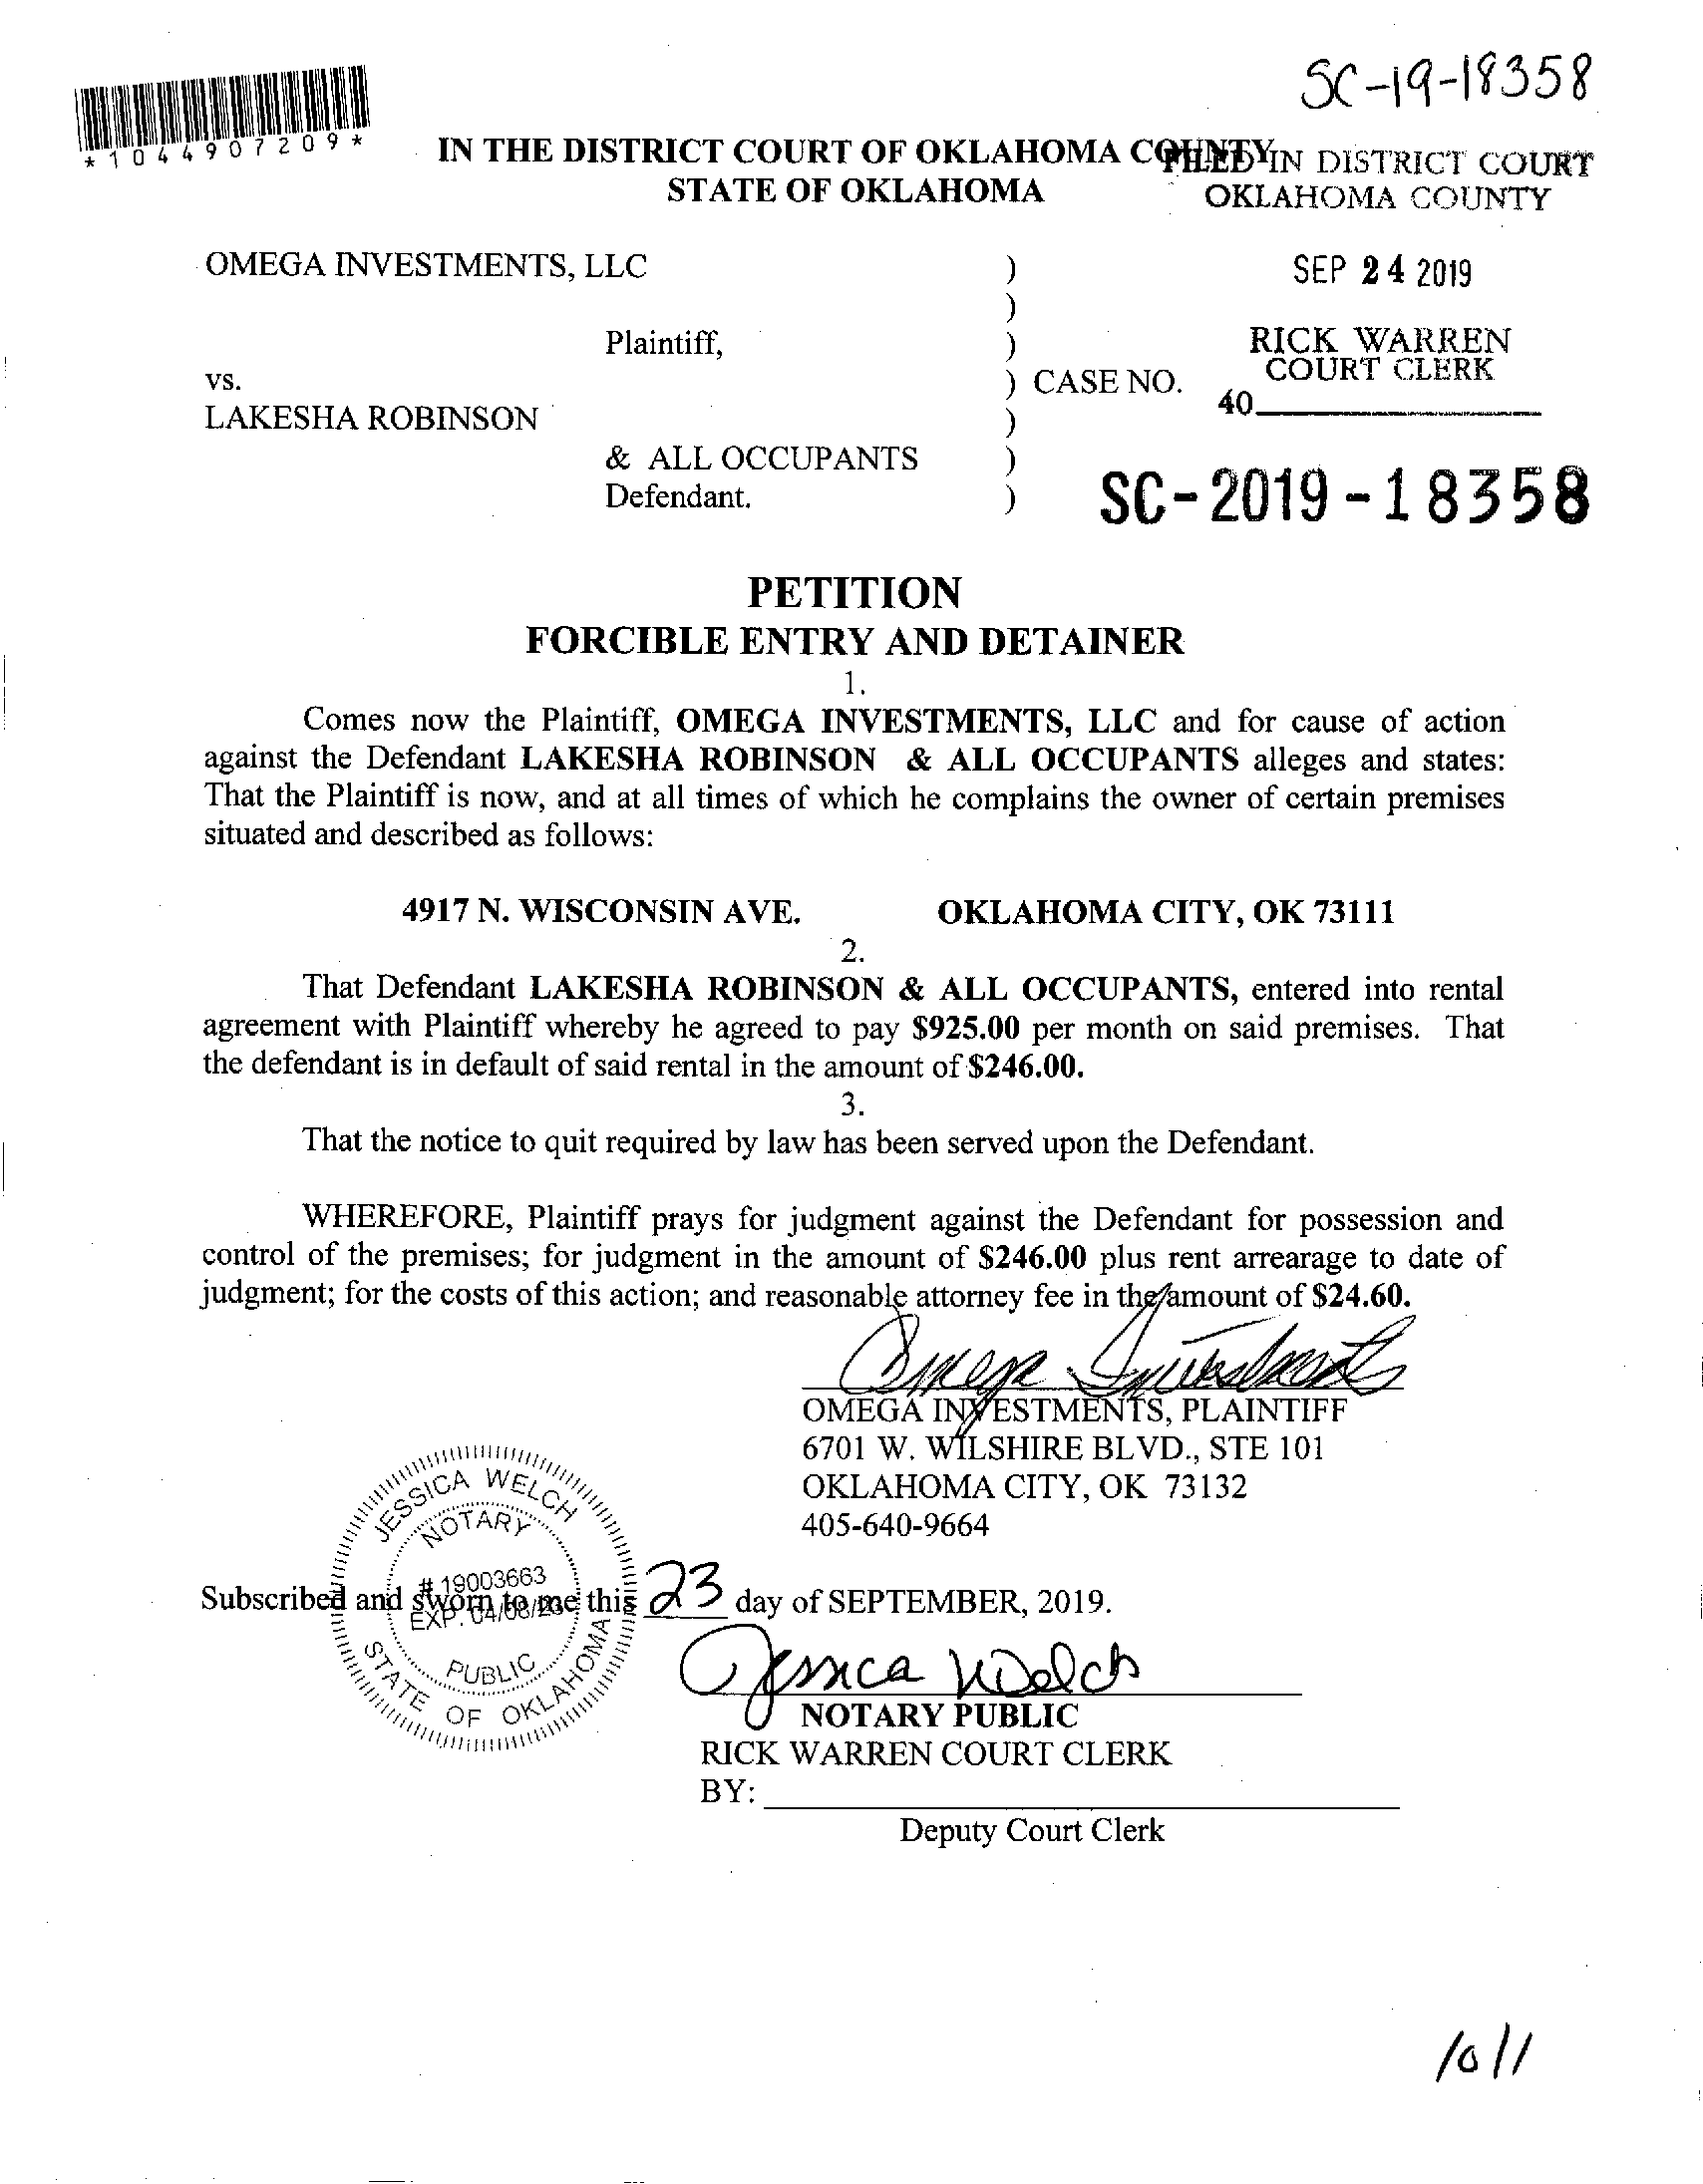 SC-19-18358
*1044907209*
IN THE DISTRICT COURT OF OKLAHOMA COUNTY
STATE OF OKLAHOMA
FILED IN DISTRICT COURT
OKLAHOMA COUNTY
OMEGA INVESTMENTS, LLC )
SEP 24 2019
)
Plaintiff, )
RICK WARREN
COURT CLERK
vs. ) CASE NO.
40
LAKESHA ROBINSON )
& ALL OCCUPANTS )
Defendant. )
SC-2019-18358
PETITION
FORCIBLE ENTRY AND DETAINER
1.
Comes now the Plaintiff, OMEGA INVESTMENTS, LLC and for cause of action
against the Defendant LAKESHA ROBINSON & ALL OCCUPANTS alleges and states:
That the Plaintiff is now, and at all times of which he complains the owner of certain premises
situated and described as follows:
4917 N. WISCONSIN AVE. OKLAHOMA CITY, OK 73111
2.
That Defendant LAKESHA ROBINSON & ALL OCCUPANTS, entered into rental
agreement with Plaintiff whereby he agreed to pay $925.00 per month on said premises. That
the defendant is in default of said rental in the amount of $246.00.
3.
That the notice to quit required by law has been served upon the Defendant.
WHEREFORE, Plaintiff prays for judgment against the Defendant for possession and
control of the premises; for judgment in the amount of $246.00 plus rent arrearage to date of
judgment; for the costs of this action; and reasonable attorney fee in the amount of $24.60.
Omega Investments
OMEGA INVESTMENTS, PLAINTIFF
6701 W. WILSHIRE BLVD., STE 101
OKLAHOMA CITY, OK 73132
405-640-9664
JESSICA WELCH
NOTARY
# 19003663
EXP. 04/08/23
PUBLIC
STATE OF OKLAHOMA
Subscribed and sworn to me this 23 day of SEPTEMBER, 2019.
Jessica Welch
NOTARY PUBLIC
RICK WARREN COURT CLERK
BY:
Deputy Court Clerk
10/11